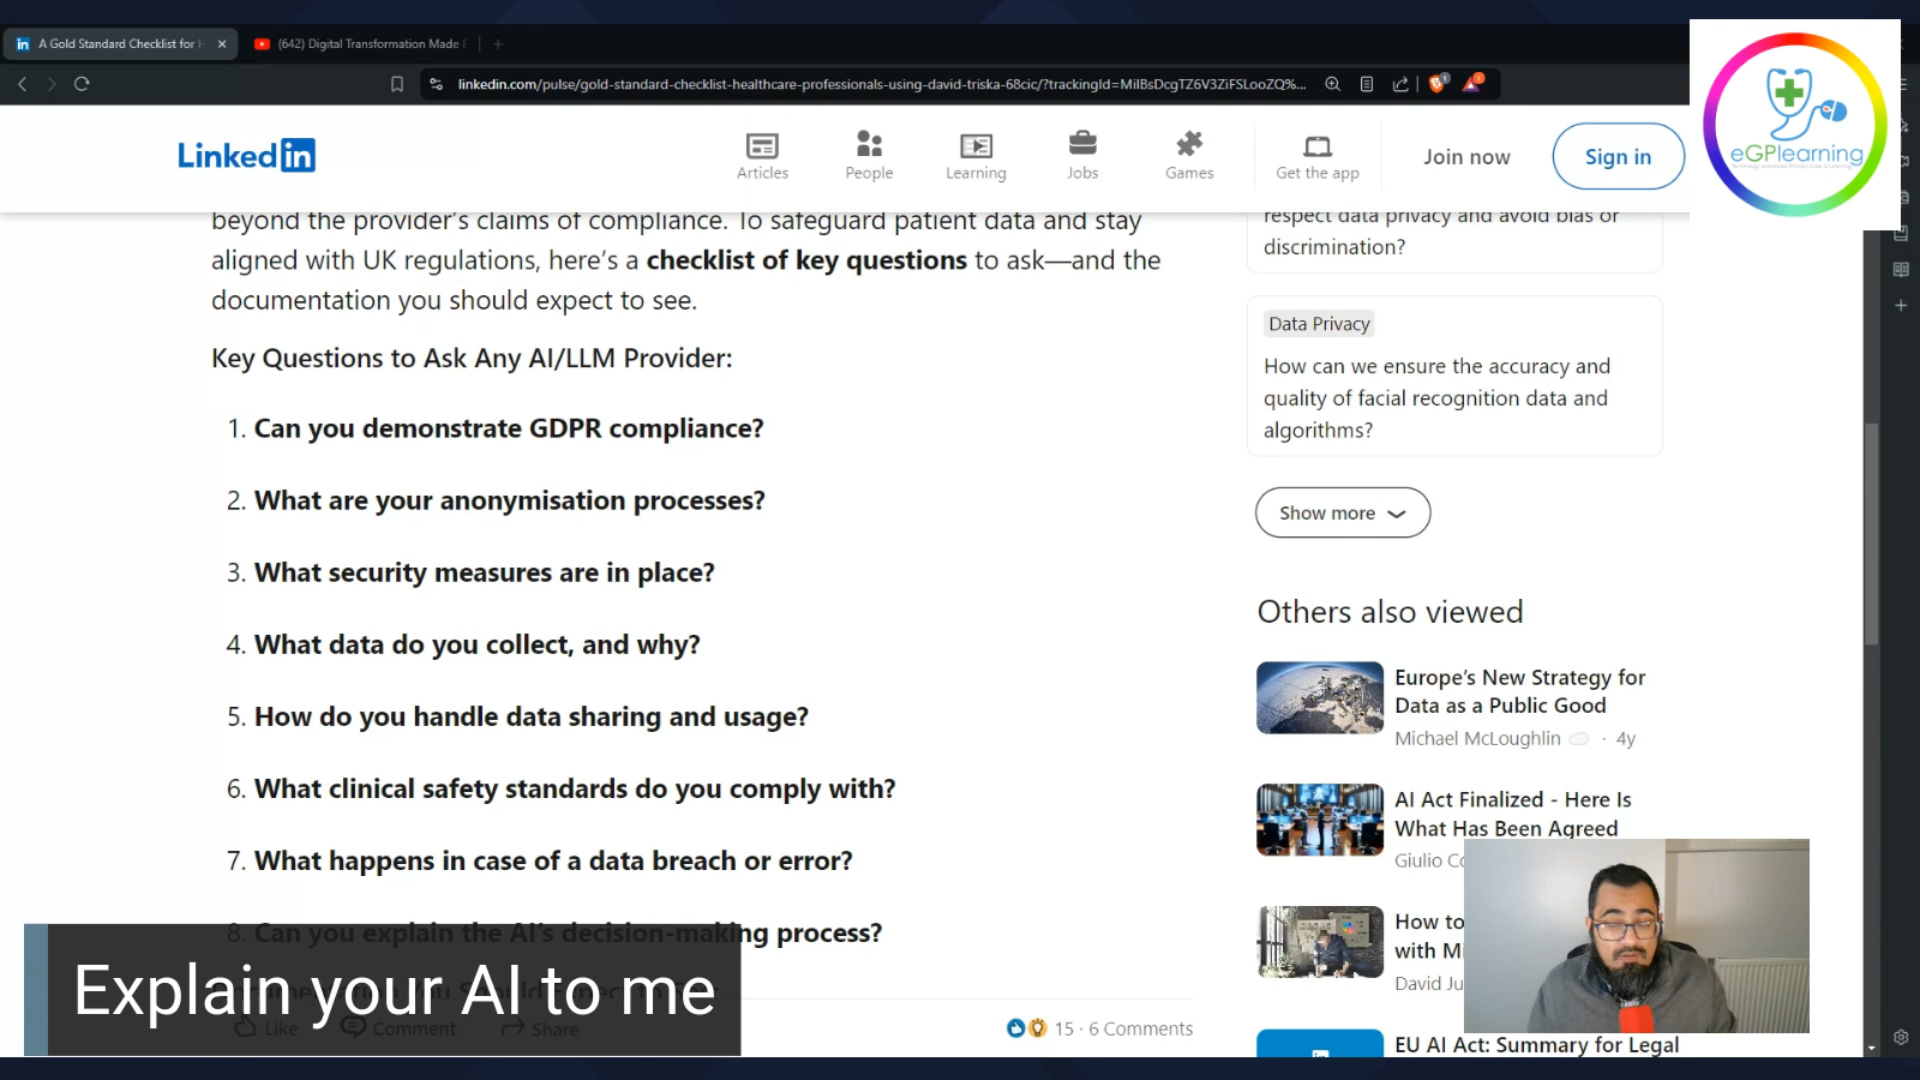 A Gold Standard Checklist for H
(642) Digital Transformation Made E
linkedin.com/pulse/gold-standard-checklist-healthcare-professionals-using-david-triska-68cic/?trackingId=MilBsDcgTZ6V3ZiFSLooZQ%...
eGPlearning
LinkedIn
Articles
People
Learning
Jobs
Games
Get the app
Join now
Sign in
beyond the provider's claims of compliance. To safeguard patient data and stay
aligned with UK regulations, here's a checklist of key questions to ask—and the
documentation you should expect to see.
Key Questions to Ask Any AI/LLM Provider:
1. Can you demonstrate GDPR compliance?
2. What are your anonymisation processes?
3. What security measures are in place?
4. What data do you collect, and why?
5. How do you handle data sharing and usage?
6. What clinical safety standards do you comply with?
7. What happens in case of a data breach or error?
8. Can you explain the AI's decision-making process?
Explain your AI to me
Like
Comment
Share
15 · 6 Comments
respect data privacy and avoid bias or
discrimination?
Data Privacy
How can we ensure the accuracy and
quality of facial recognition data and
algorithms?
Show more
Others also viewed
Europe's New Strategy for
Data as a Public Good
Michael McLoughlin · 4y
AI Act Finalized - Here Is
What Has Been Agreed
Giulio Co
How to
with Mi
David Ju
EU AI Act: Summary for Legal